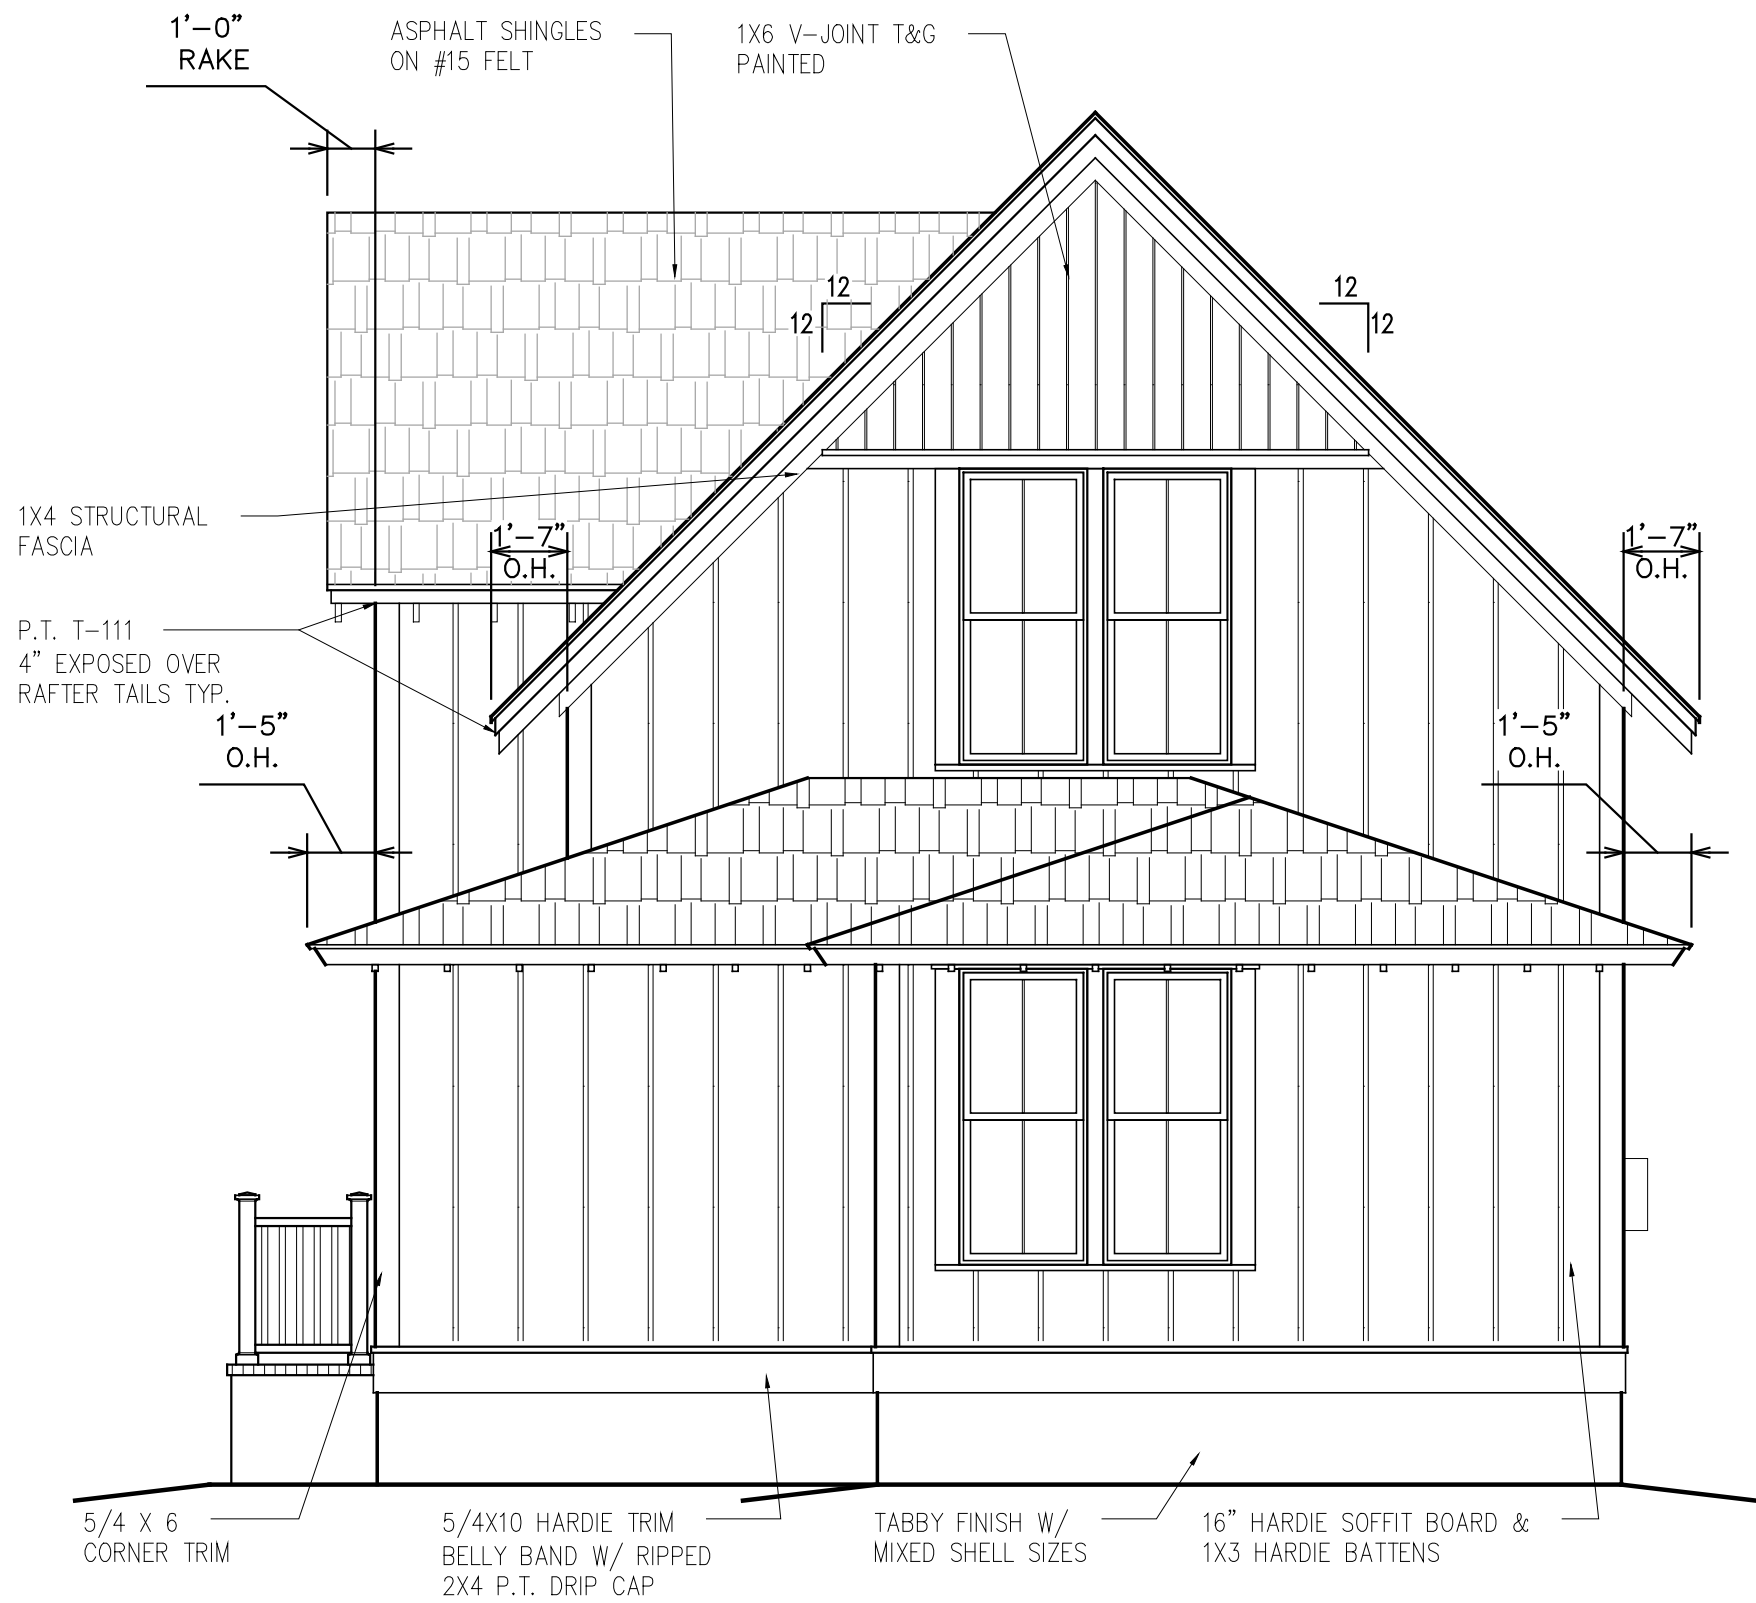 1'-0"
RAKE
ASPHALT SHINGLES
ON #15 FELT
1X6 V-JOINT T&G
PAINTED
12
12
12
12
1X4 STRUCTURAL
FASCIA
1'-7"
O.H.
1'-7"
O.H.
P.T. T-111
4" EXPOSED OVER
RAFTER TAILS TYP.
1'-5"
O.H.
1'-5"
O.H.
5/4 X 6
CORNER TRIM
5/4X10 HARDIE TRIM
BELLY BAND W/ RIPPED
2X4 P.T. DRIP CAP
TABBY FINISH W/
MIXED SHELL SIZES
16" HARDIE SOFFIT BOARD &
1X3 HARDIE BATTENS